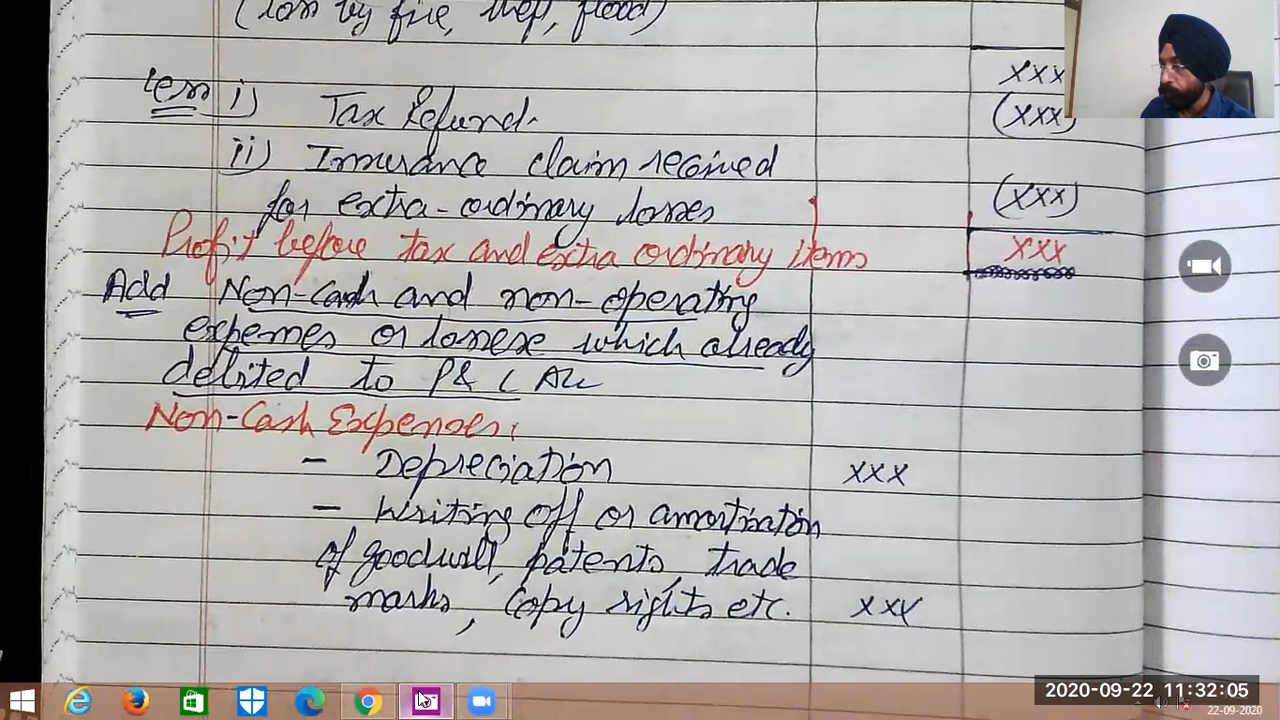 (loss by fire, theft, flood)
xxx
Less i) Tax Refund. (xxx)
ii) Insurance claim received
for extra-ordinary losses (xxx)
Profit before tax and extra ordinary items xxx
Add Non-Cash and non-operating
expenses or losses which already
debited to P&L A/c
Non-Cash Expenses:
- Depreciation xxx
- Writing off or amortization
of goodwill, patents, trade
marks, Copy rights etc. xxx
2020-09-22 11:32:05
22-09-2020